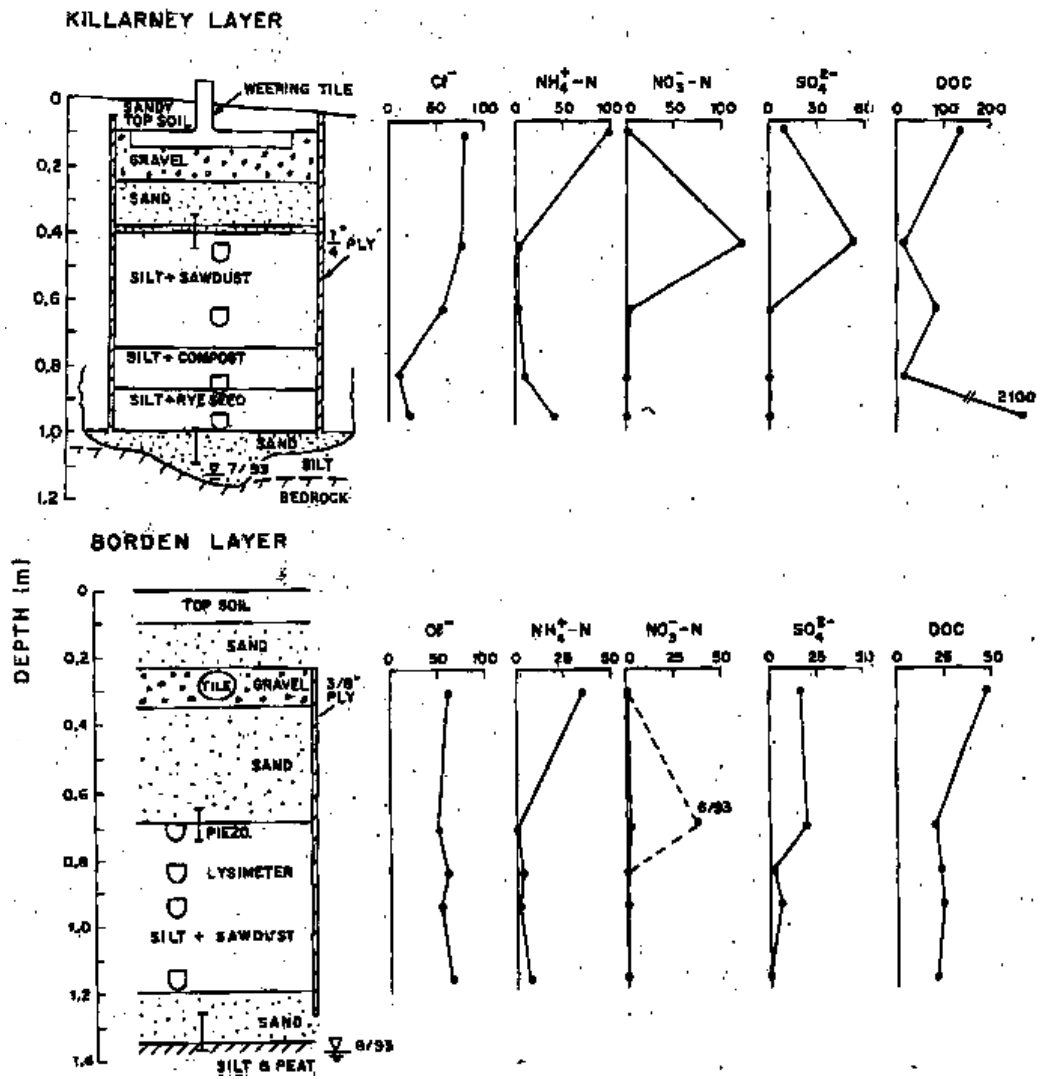 KILLARNEY LAYER
WEERING TILE
SANDY
TOP SOIL
GRAVEL
SAND
1"
4 PLY
SILT+ SAWDUST
SILT + COMPOST
SILT+RYE SEED
SAND
7/93
SILT
BEDROCK
0
0,2
0,4
0,6
0,8
1,0
1,2
Cl⁻
0 50 100
NH₄⁺-N
0 50 100
NO₃⁻-N
0 50 100
SO₄²⁻
0 50
DOC
0 100 200
2100
BORDEN LAYER
DEPTH (m)
0
0,2
0,4
0,6
0,8
1,0
1,2
1,4
TOP SOIL
SAND
TILE
GRAVEL
3/8"
PLY
SAND
PIEZO.
LYSIMETER
SILT + SAWDUST
SAND
8/93
SILT & PEAT
Cl⁻
0 50 100
NH₄⁺-N
0 25 50
NO₃⁻-N
0 25 50
6/93
SO₄²⁻
0 25 50
DOC
0 25 50